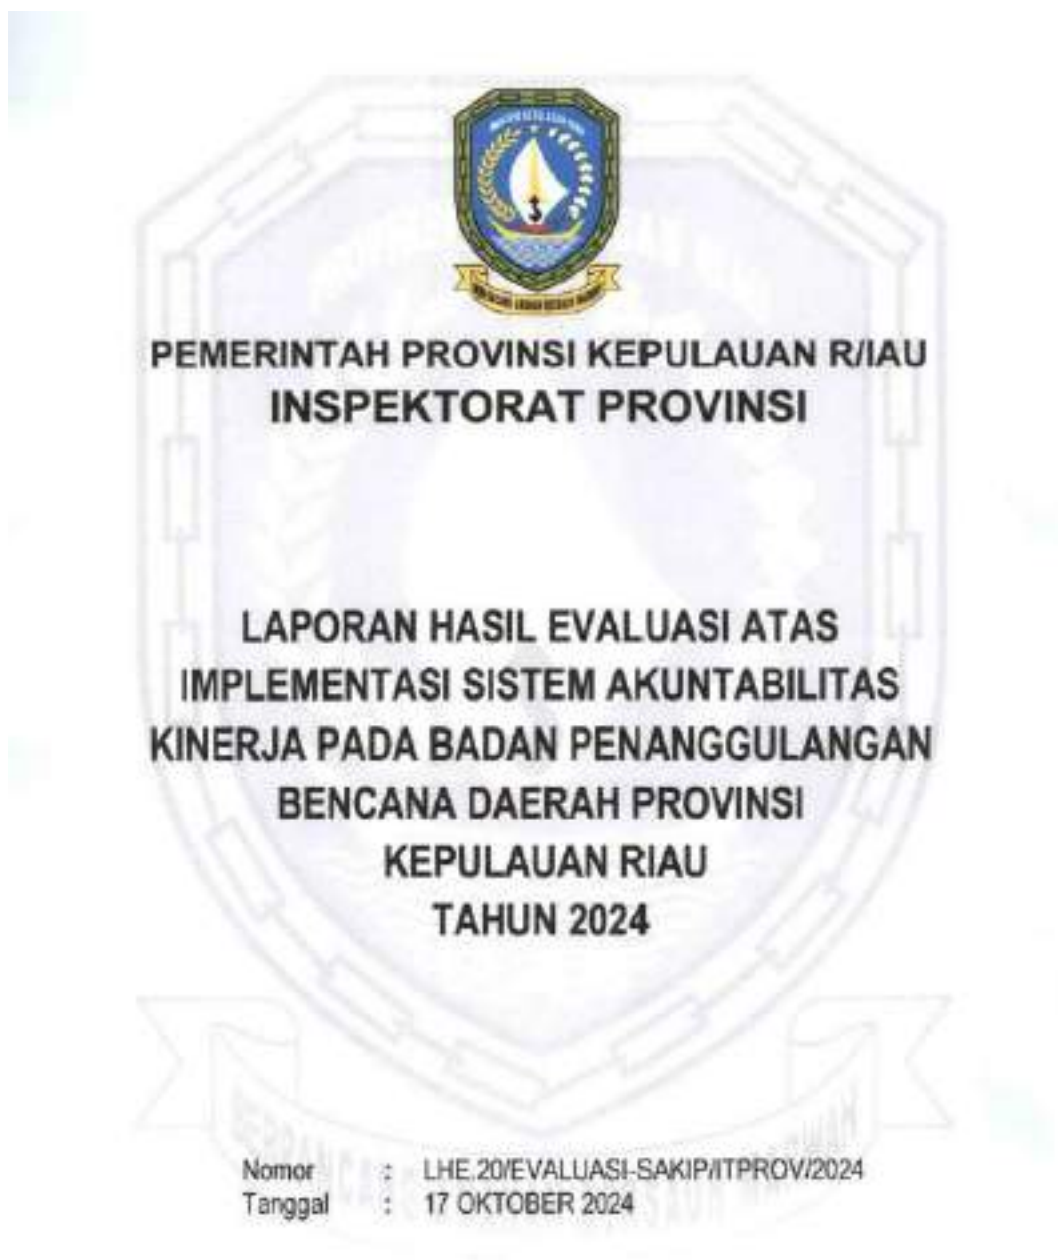 PEMERINTAH PROVINSI KEPULAUAN R/IAU
INSPEKTORAT PROVINSI
LAPORAN HASIL EVALUASI ATAS
IMPLEMENTASI SISTEM AKUNTABILITAS
KINERJA PADA BADAN PENANGGULANGAN
BENCANA DAERAH PROVINSI
KEPULAUAN RIAU
TAHUN 2024
Nomor : LHE.20/EVALUASI-SAKIP/ITPROV/2024
Tanggal : 17 OKTOBER 2024